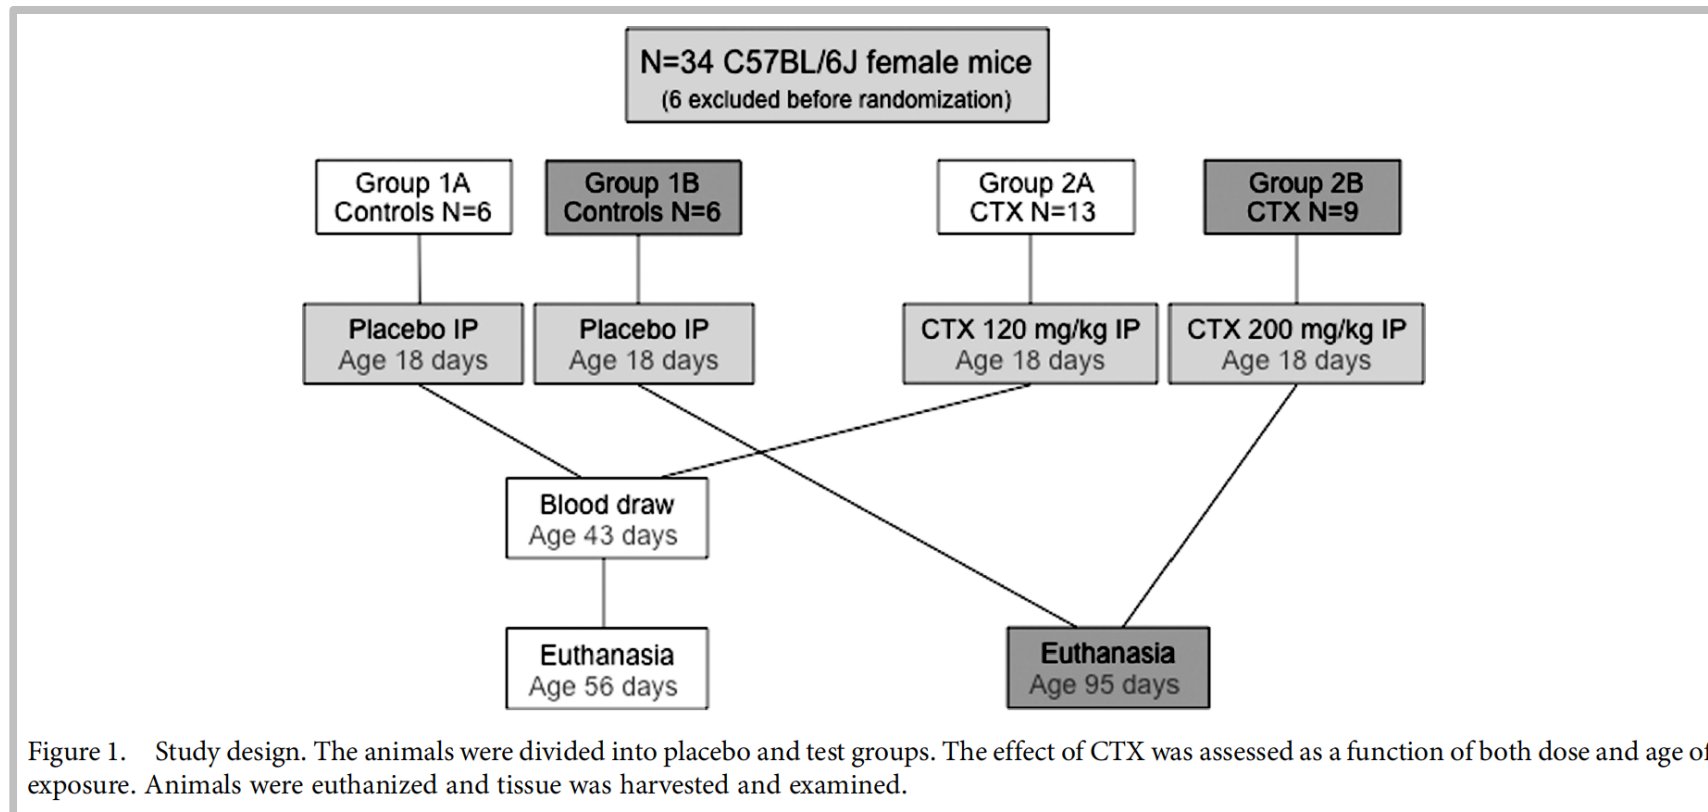 N=34 C57BL/6J female mice
(6 excluded before randomization)
Group 1A
Controls N=6
Group 1B
Controls N=6
Group 2A
CTX N=13
Group 2B
CTX N=9
Placebo IP
Age 18 days
Placebo IP
Age 18 days
CTX 120 mg/kg IP
Age 18 days
CTX 200 mg/kg IP
Age 18 days
Blood draw
Age 43 days
Euthanasia
Age 56 days
Euthanasia
Age 95 days
Figure 1. Study design. The animals were divided into placebo and test groups. The effect of CTX was assessed as a function of both dose and age of
exposure. Animals were euthanized and tissue was harvested and examined.